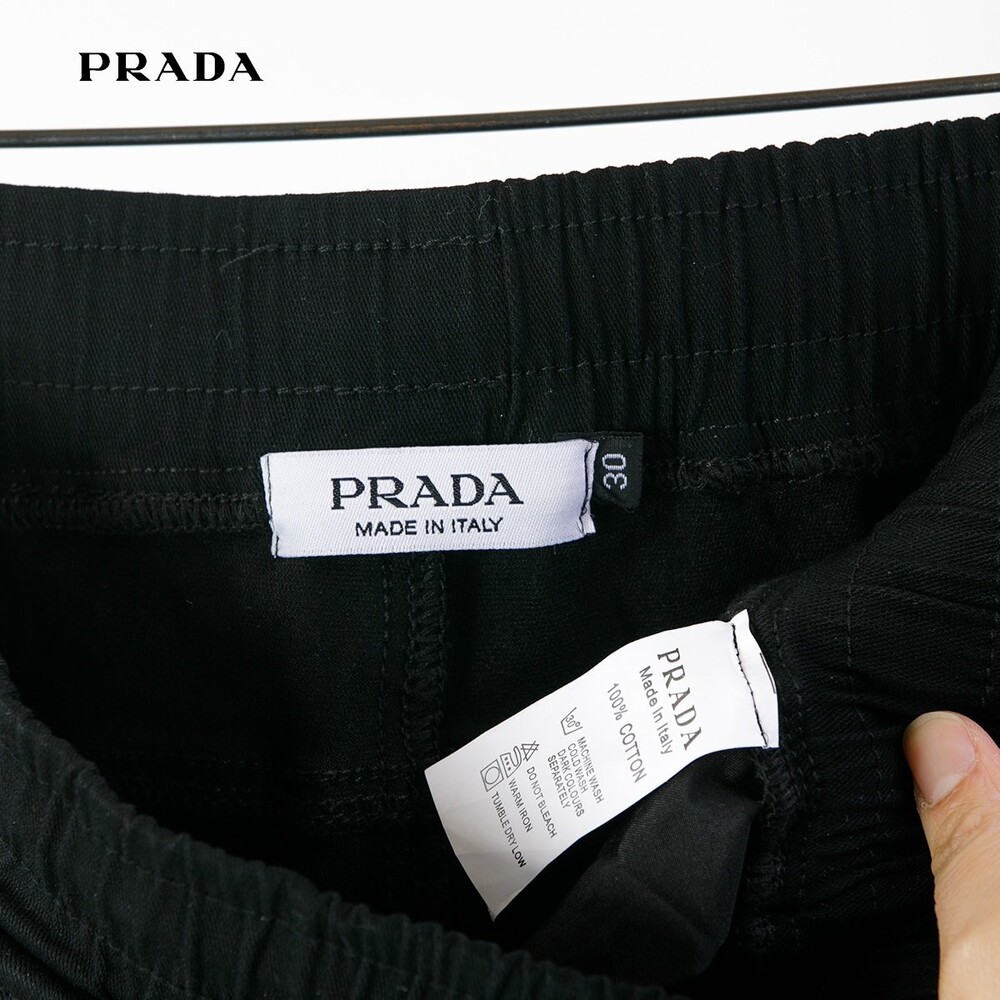 PRADA
PRADA
MADE IN ITALY
30
PRADA
Made In Italy
100% COTTON
30°
MACHINE WASH
COLD WASH
DARK COLOURS
SEPARATELY
DO NOT BLEACH
WARM IRON
TUMBLE DRY LOW